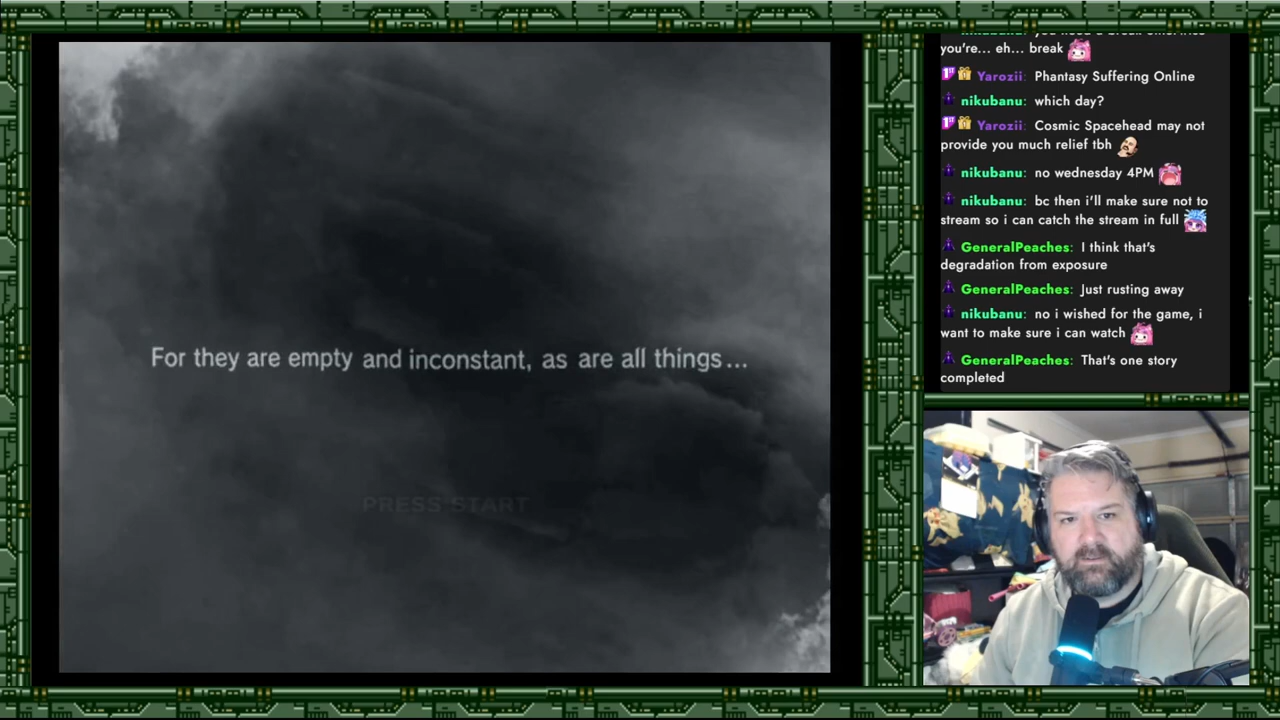 For they are empty and inconstant, as are all things...
PRESS START
you're... eh... break
Yarozii: Phantasy Suffering Online
nikubanu: which day?
Yarozii: Cosmic Spacehead may not
provide you much relief tbh
nikubanu: no wednesday 4PM
nikubanu: bc then i'll make sure not to
stream so i can catch the stream in full
GeneralPeaches: I think that's
degradation from exposure
GeneralPeaches: Just rusting away
nikubanu: no i wished for the game, i
want to make sure i can watch
GeneralPeaches: That's one story
completed